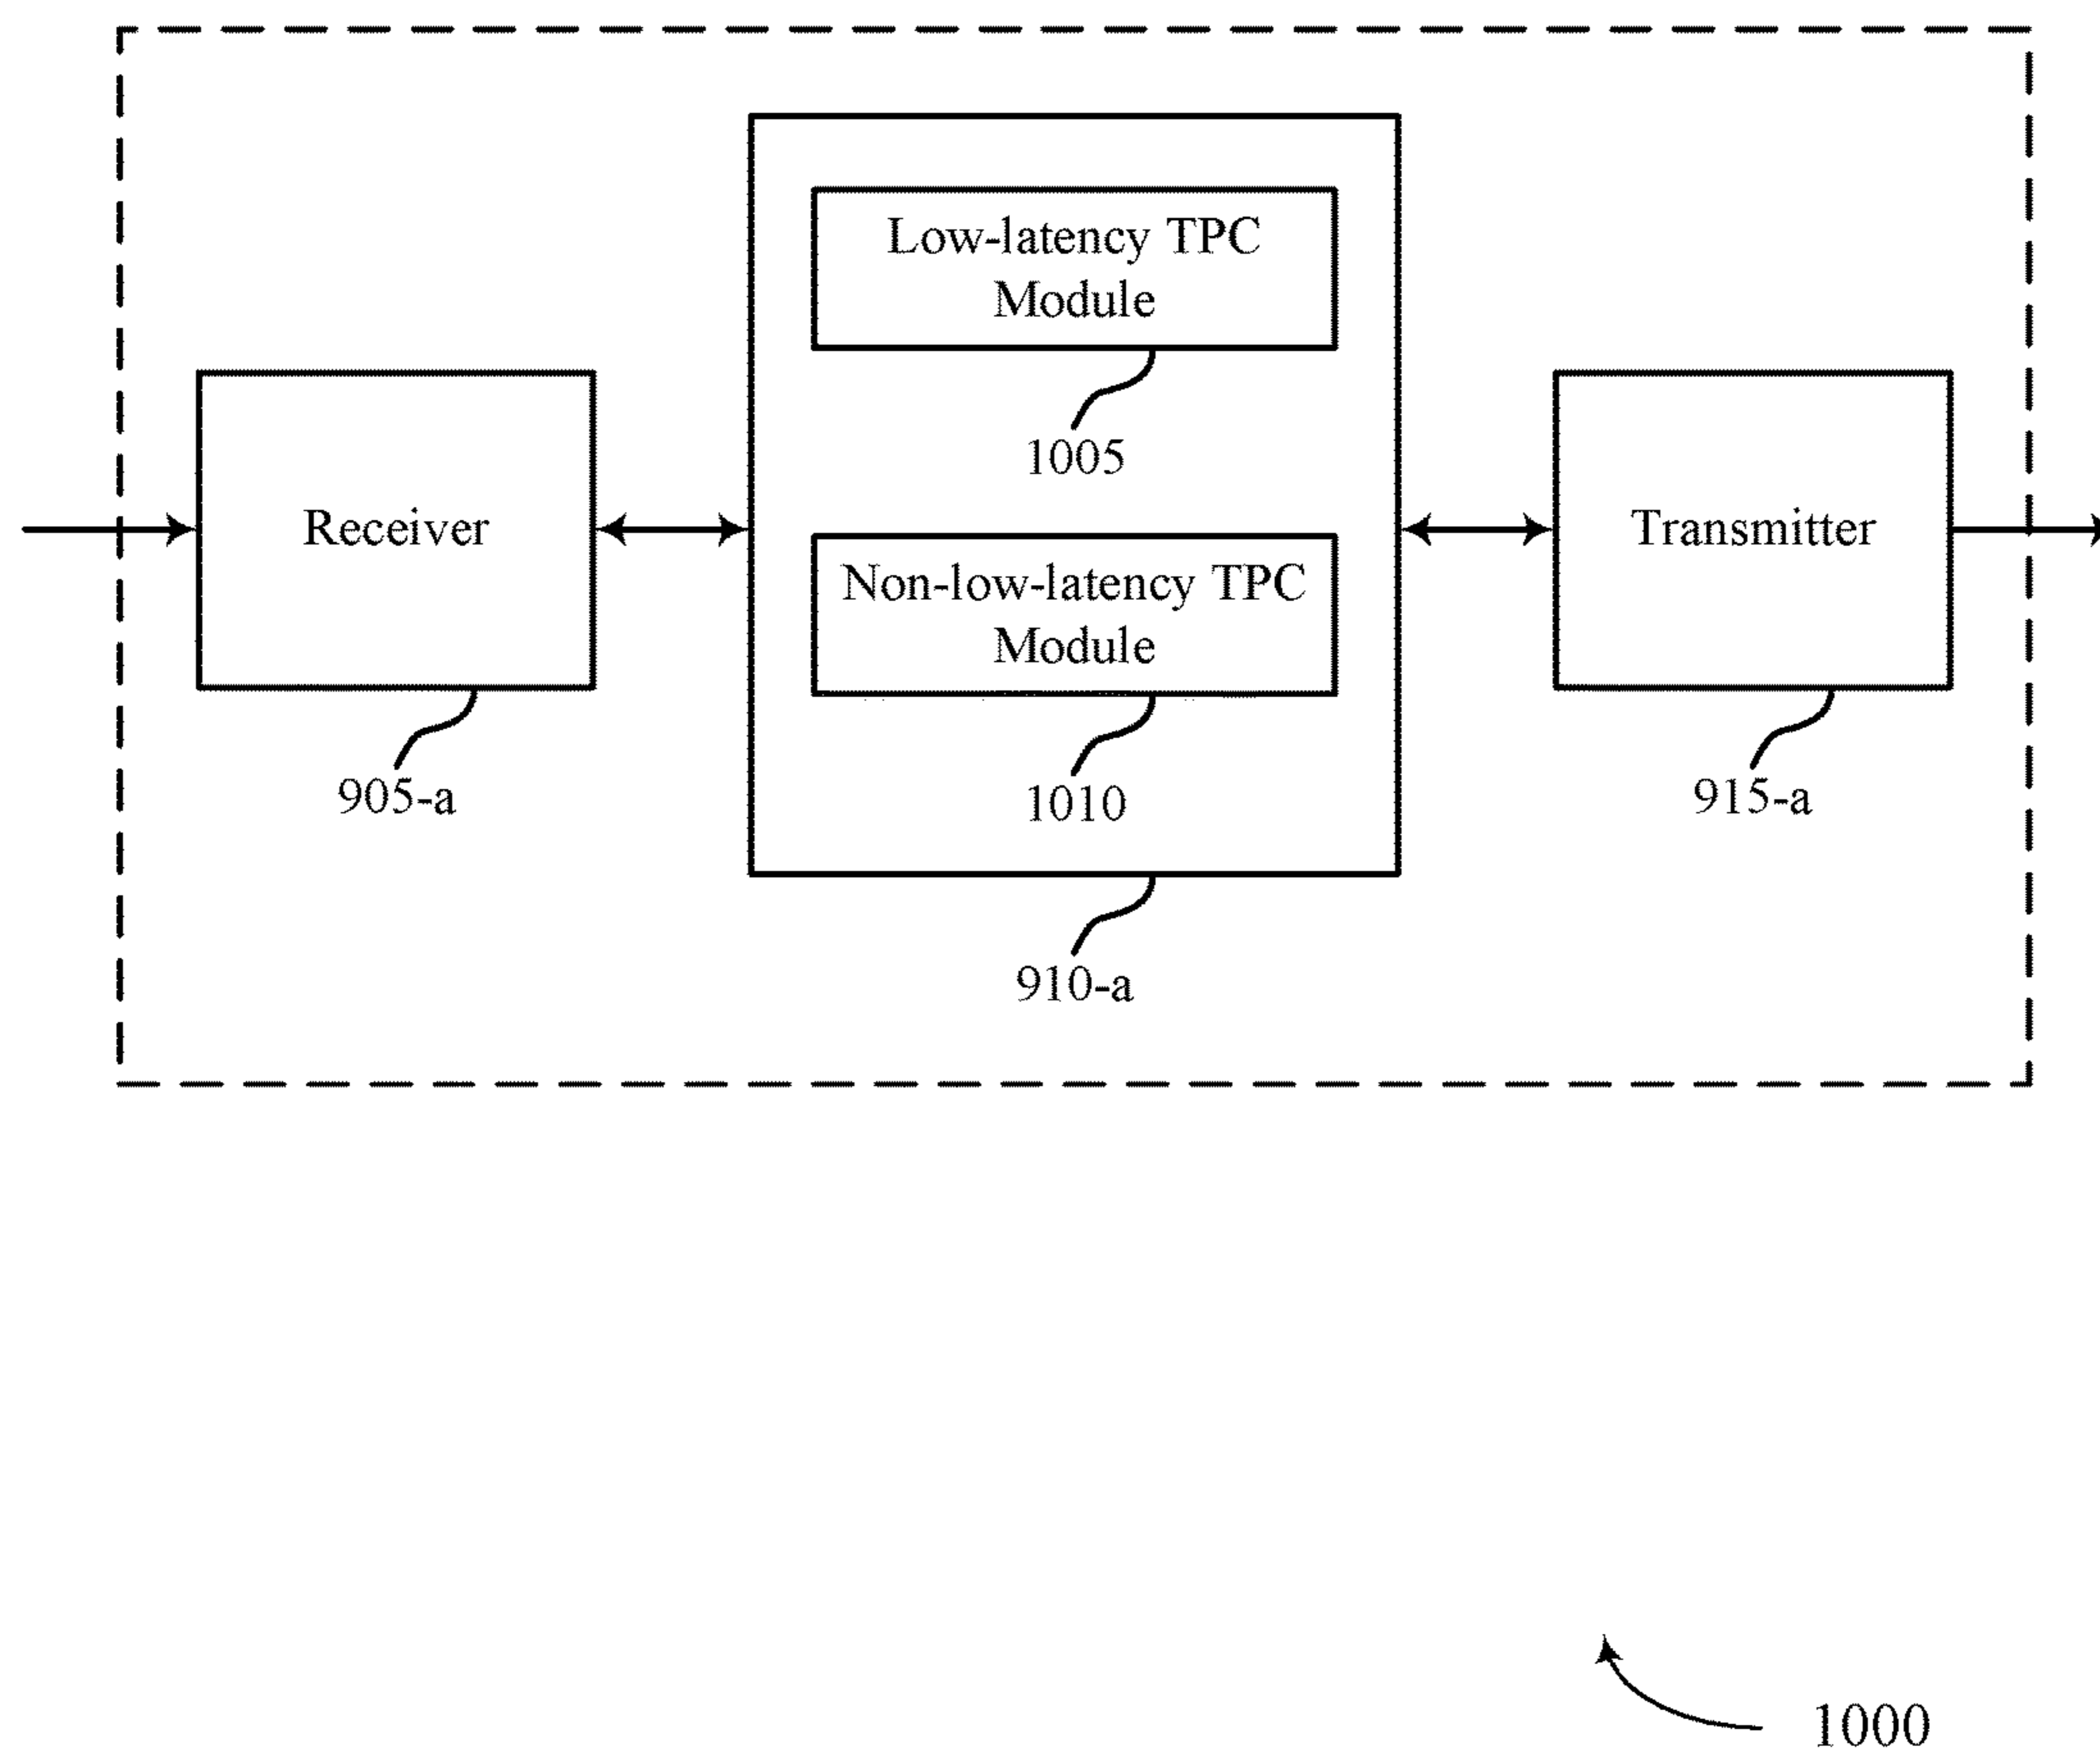 Low-latency TPC
Module
1005
Receiver
Transmitter
Non-low-latency TPC
Module
905-a
1010
915-a
910-a
1000